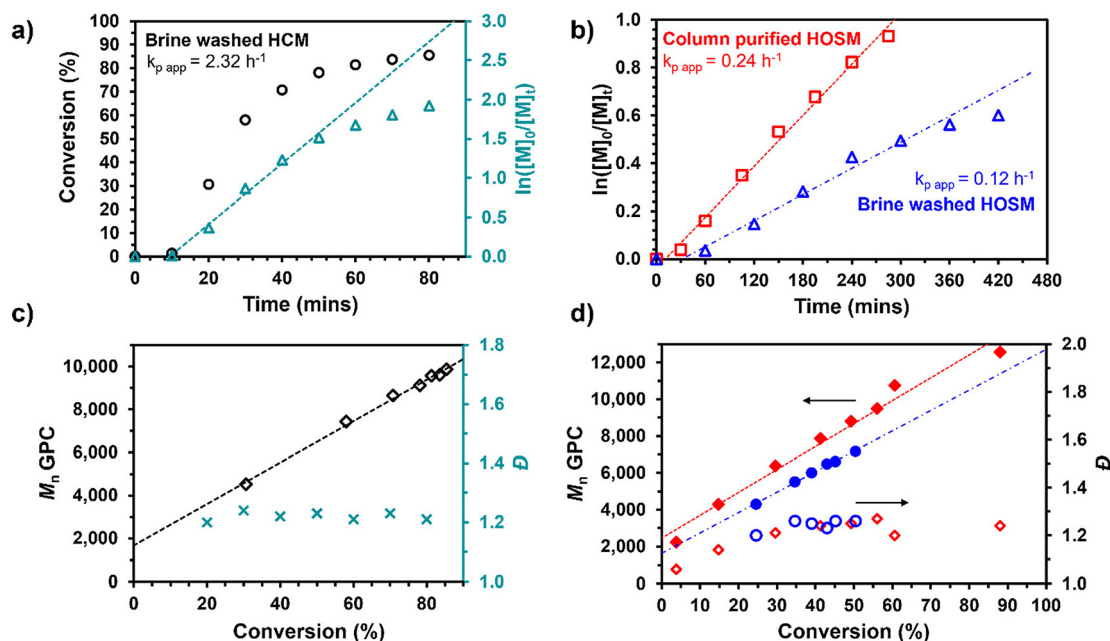 a)
Brine washed HCM
kp app = 2.32 h-1
Conversion (%)
100
90
80
70
60
50
40
30
20
10
0
3.0
2.5
2.0
1.5
1.0
0.5
0.0
ln([M]0/[M]t)
0 20 40 60 80
Time (mins)
b)
Column purified HOSM
kp app = 0.24 h-1
kp app = 0.12 h-1
Brine washed HOSM
ln([M]0/[M]t)
1.0
0.8
0.6
0.4
0.2
0.0
0 60 120 180 240 300 360 420 480
Time (mins)
c)
Mn GPC
10,000
8,000
6,000
4,000
2,000
0
1.8
1.6
1.4
1.2
1.0
Đ
0 20 40 60 80
Conversion (%)
d)
Mn GPC
12,000
10,000
8,000
6,000
4,000
2,000
0
2.0
1.8
1.6
1.4
1.2
1.0
Đ
0 10 20 30 40 50 60 70 80 90 100
Conversion (%)